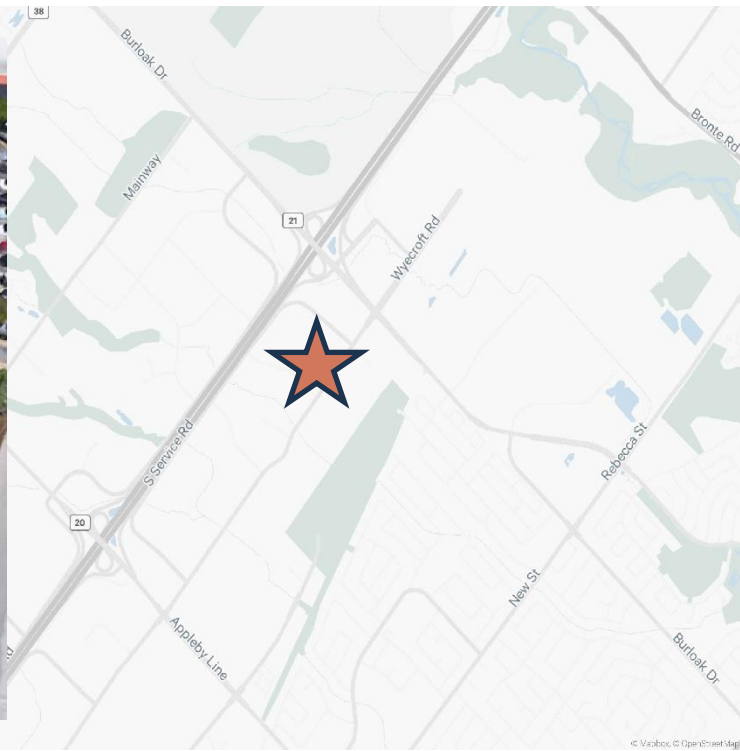 38
Burloak Dr
Bronte Rd
Mainway
21
Wyecroft Rd
S Service Rd
Rebecca St
20
New St
Appleby Line
Burloak Dr
© Mapbox, © OpenStreetMap